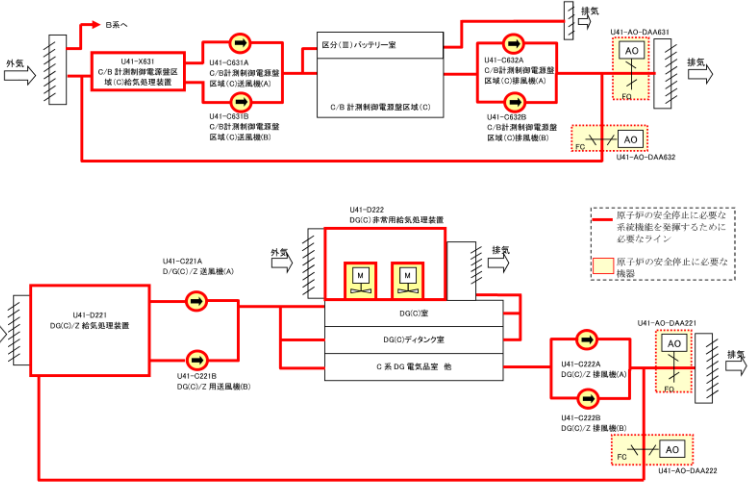 B系へ
排気
外気
U41-X631
C/B 計測制御電源盤区
域(C)給気処理装置
U41-C631A
C/B計測制御電源盤
区域(C)送風機(A)
U41-C631B
C/B計測制御電源盤
区域(C)送風機(B)
区分(Ⅲ)バッテリー室
C/B 計測制御電源盤区域(C)
U41-C632A
C/B計測制御電源盤
区域(C)排風機(A)
U41-C632B
C/B計測制御電源盤
区域(C)排風機(B)
U41-AO-DAA631
AO
FO
排気
FC
AO
U41-AO-DAA632
原子炉の安全停止に必要な
系統機能を発揮するために
必要なライン
原子炉の安全停止に必要な
機器
U41-D222
DG(C)非常用給気処理装置
外気
排気
M
M
U41-C221A
D/G(C)/Z 送風機(A)
U41-D221
DG(C)/Z 給気処理装置
U41-C221B
DG(C)/Z 用送風機(B)
DG(C)室
DG(C)ディタンク室
C 系 DG 電気品室 他
U41-C222A
DG(C)/Z 排風機(A)
U41-C222B
DG(C)/Z 排風機(B)
U41-AO-DAA221
AO
FO
排気
FC
AO
U41-AO-DAA222